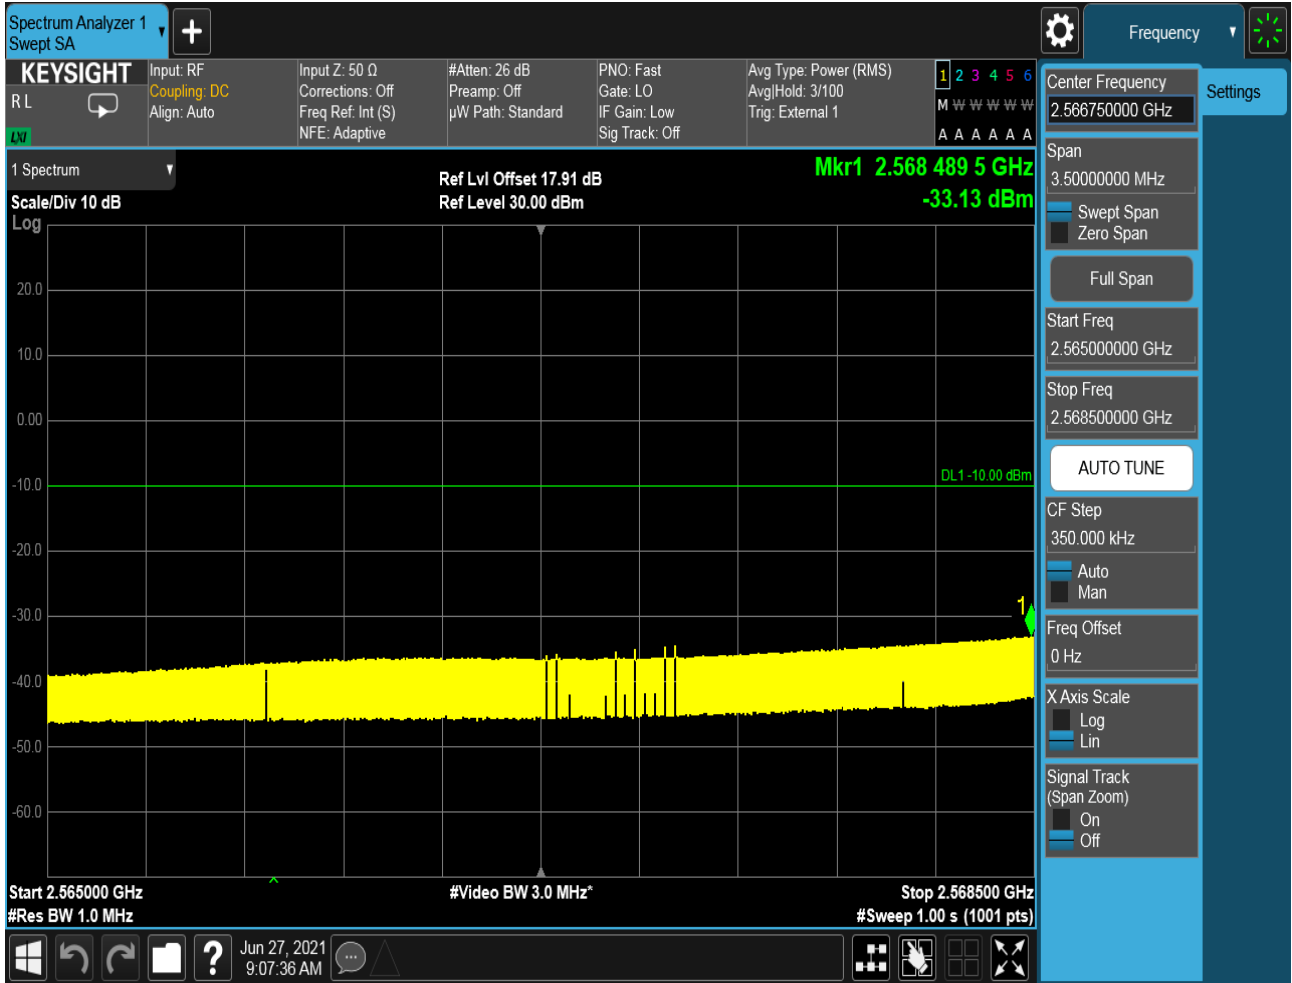 Spectrum Analyzer 1
Swept SA
Frequency
KEYSIGHT
R L
LXI
Input: RF
Coupling: DC
Align: Auto
Input Z: 50 Ω
Corrections: Off
Freq Ref: Int (S)
NFE: Adaptive
#Atten: 26 dB
Preamp: Off
µW Path: Standard
PNO: Fast
Gate: LO
IF Gain: Low
Sig Track: Off
Avg Type: Power (RMS)
Avg|Hold: 3/100
Trig: External 1
1 2 3 4 5 6
M W W W W W
A A A A A A
1 Spectrum
Scale/Div 10 dB
Log
Ref Lvl Offset 17.91 dB
Ref Level 30.00 dBm
Mkr1 2.568 489 5 GHz
-33.13 dBm
20.0
10.0
0.00
-10.0
-20.0
-30.0
-40.0
-50.0
-60.0
DL1 -10.00 dBm
1
Start 2.565000 GHz
#Res BW 1.0 MHz
#Video BW 3.0 MHz*
Stop 2.568500 GHz
#Sweep 1.00 s (1001 pts)
Jun 27, 2021
9:07:36 AM
Center Frequency
2.566750000 GHz
Settings
Span
3.50000000 MHz
Swept Span
Zero Span
Full Span
Start Freq
2.565000000 GHz
Stop Freq
2.568500000 GHz
AUTO TUNE
CF Step
350.000 kHz
Auto
Man
Freq Offset
0 Hz
X Axis Scale
Log
Lin
Signal Track
(Span Zoom)
On
Off